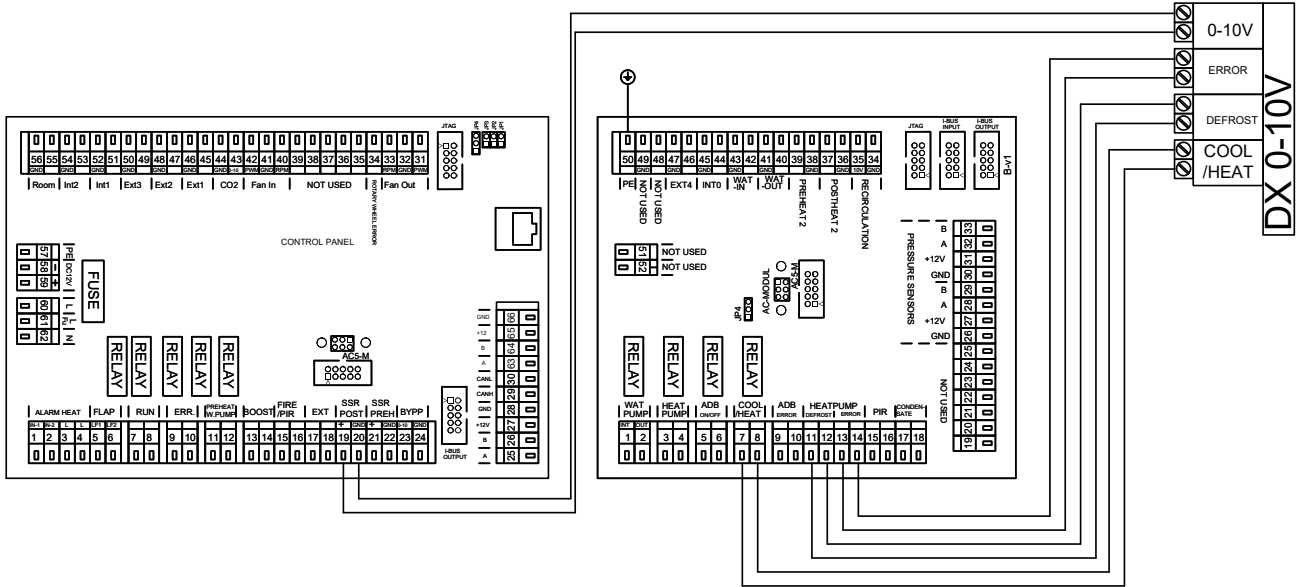 0-10V
ERROR
DEFROST
COOL
/HEAT
DX 0-10V
JTAG
JP8
JP3
JP2
JP1
56 55 54 53 52 51 50 49 48 47 46 45 44 43 42 41 40 39 38 37 36 35 34 33 32 31
GND GND GND GND GND GND GND 0-10 PWM GND RPM RPM GND PWM
Room Int2 Int1 Ext3 Ext2 Ext1 CO2 Fan In NOT USED ROTARY WHEEL ERROR Fan Out
CONTROL PANEL
57 PE
58 -
59 +
DC12V
FUSE
60 L
61 L
FU
62 N
RELAY RELAY RELAY RELAY RELAY
AC5-M
GND 66
+12 65
B 64
A 63
CANL 30
CANH 29
GND 28
+12V 27
B 26
A 25
I-BUS
OUTPUT
ALARM HEAT FLAP RUN ERR. PREHEAT
W.PUMP BOOST FIRE
/PIR EXT SSR
POST SSR
PREH BYPP
IN-1 IN-2 L L LF1 LF2 + GND + GND 0-10 GND
1 2 3 4 5 6 7 8 9 10 11 12 13 14 15 16 17 18 19 20 21 22 23 24
JTAG
I-BUS
INPUT
I-BUS
OUTPUT
B-V1
50 49 48 47 46 45 44 43 42 41 40 39 38 37 36 35 34
GND GND GND GND GND GND GND 10V GND
PE NOT USED NOT USED EXT4 INT0 WAT
-IN WAT
-OUT PREHEAT 2 POSTHEAT 2 RECIRCULATION
51 NOT USED
52 NOT USED
AC-MODUL
AC5-M
JP4
PRESSURE SENSORS
B 33
A 32
+12V 31
GND 30
B 29
A 28
+12V 27
GND 26
25
24
23
22
21
20
19
NOT USED
RELAY RELAY RELAY RELAY
WAT
PUMP HEAT
PUMP ADB
ON/OFF COOL
/HEAT ADB
ERROR HEATPUMP
DEFROST ERROR PIR CONDEN-
BATE
INT OUT
1 2 3 4 5 6 7 8 9 10 11 12 13 14 15 16 17 18